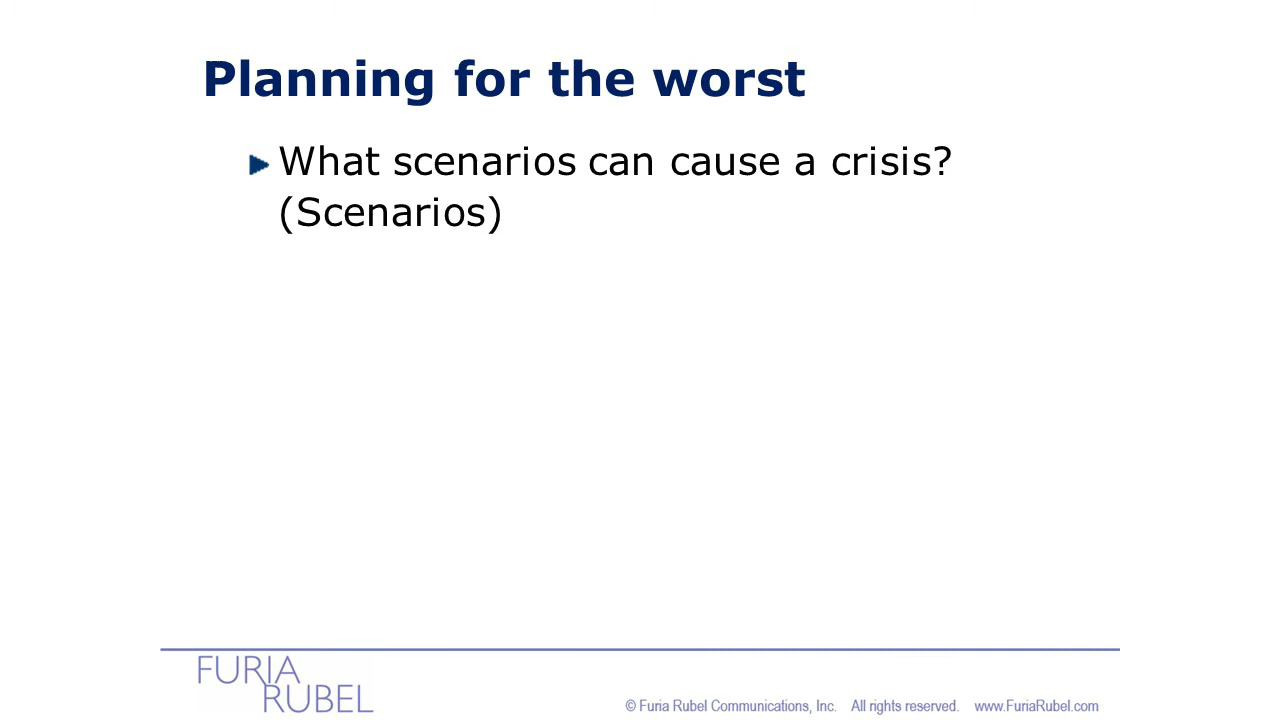 Planning for the worst
What scenarios can cause a crisis?
(Scenarios)
FURIA
RUBEL
© Furia Rubel Communications, Inc. All rights reserved. www.FuriaRubel.com